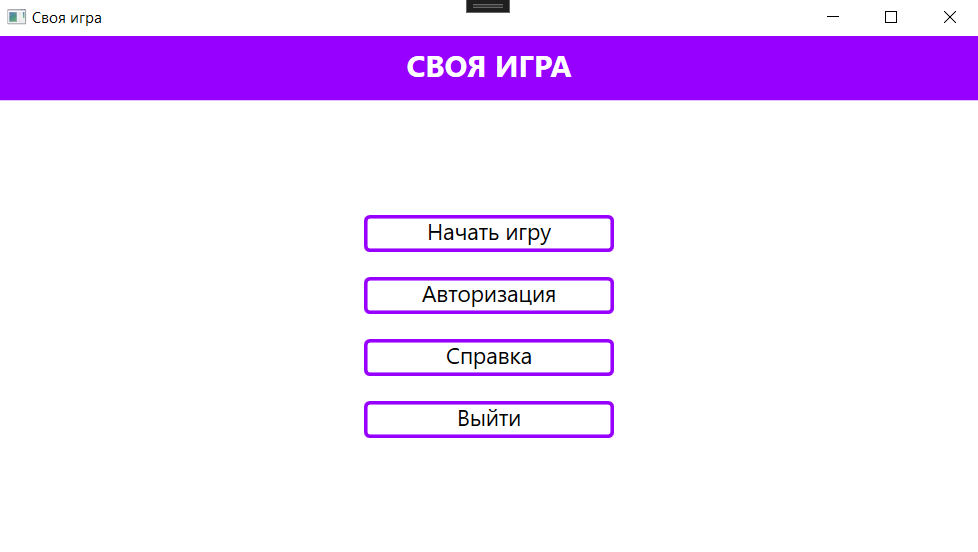 Своя игра
СВОЯ ИГРА
Начать игру
Авторизация
Справка
Выйти